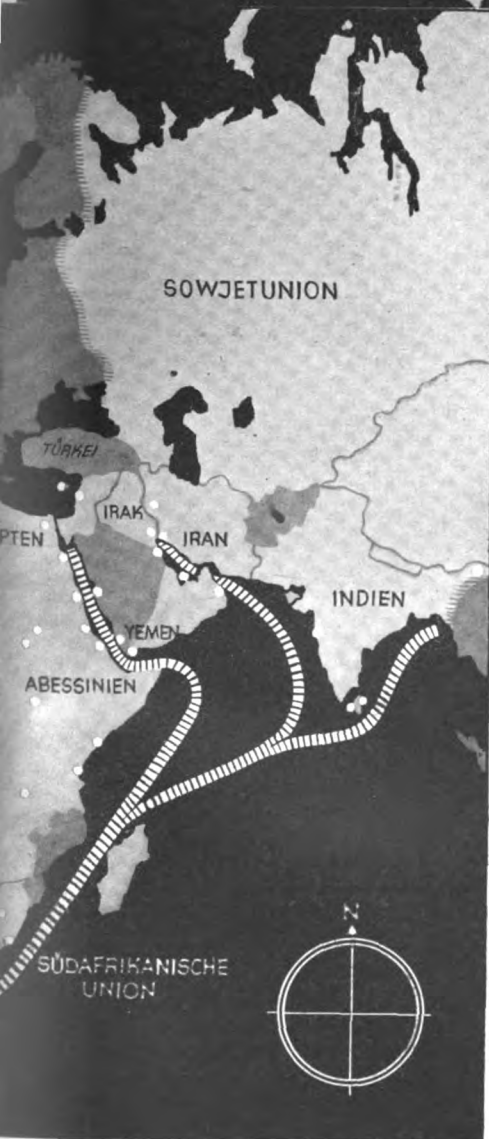 SOWJETUNION
TÜRKEI
IRAK
PTEN
IRAN
INDIEN
YEMEN
ABESSINIEN
N
SÜDAFRIKANISCHE
UNION